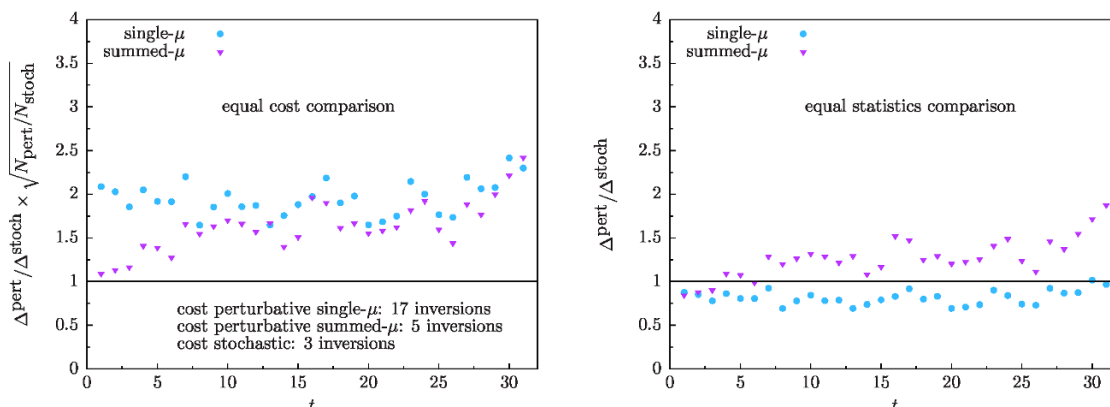 4
3.5
3
2.5
2
1.5
1
0.5
0
Δ^pert/Δ^stoch × √N_pert/N_stoch
single-μ
summed-μ
equal cost comparison
cost perturbative single-μ: 17 inversions
cost perturbative summed-μ: 5 inversions
cost stochastic: 3 inversions
0 5 10 15 20 25 30
t
4
3.5
3
2.5
2
1.5
1
0.5
0
Δ^pert/Δ^stoch
single-μ
summed-μ
equal statistics comparison
0 5 10 15 20 25 30
t